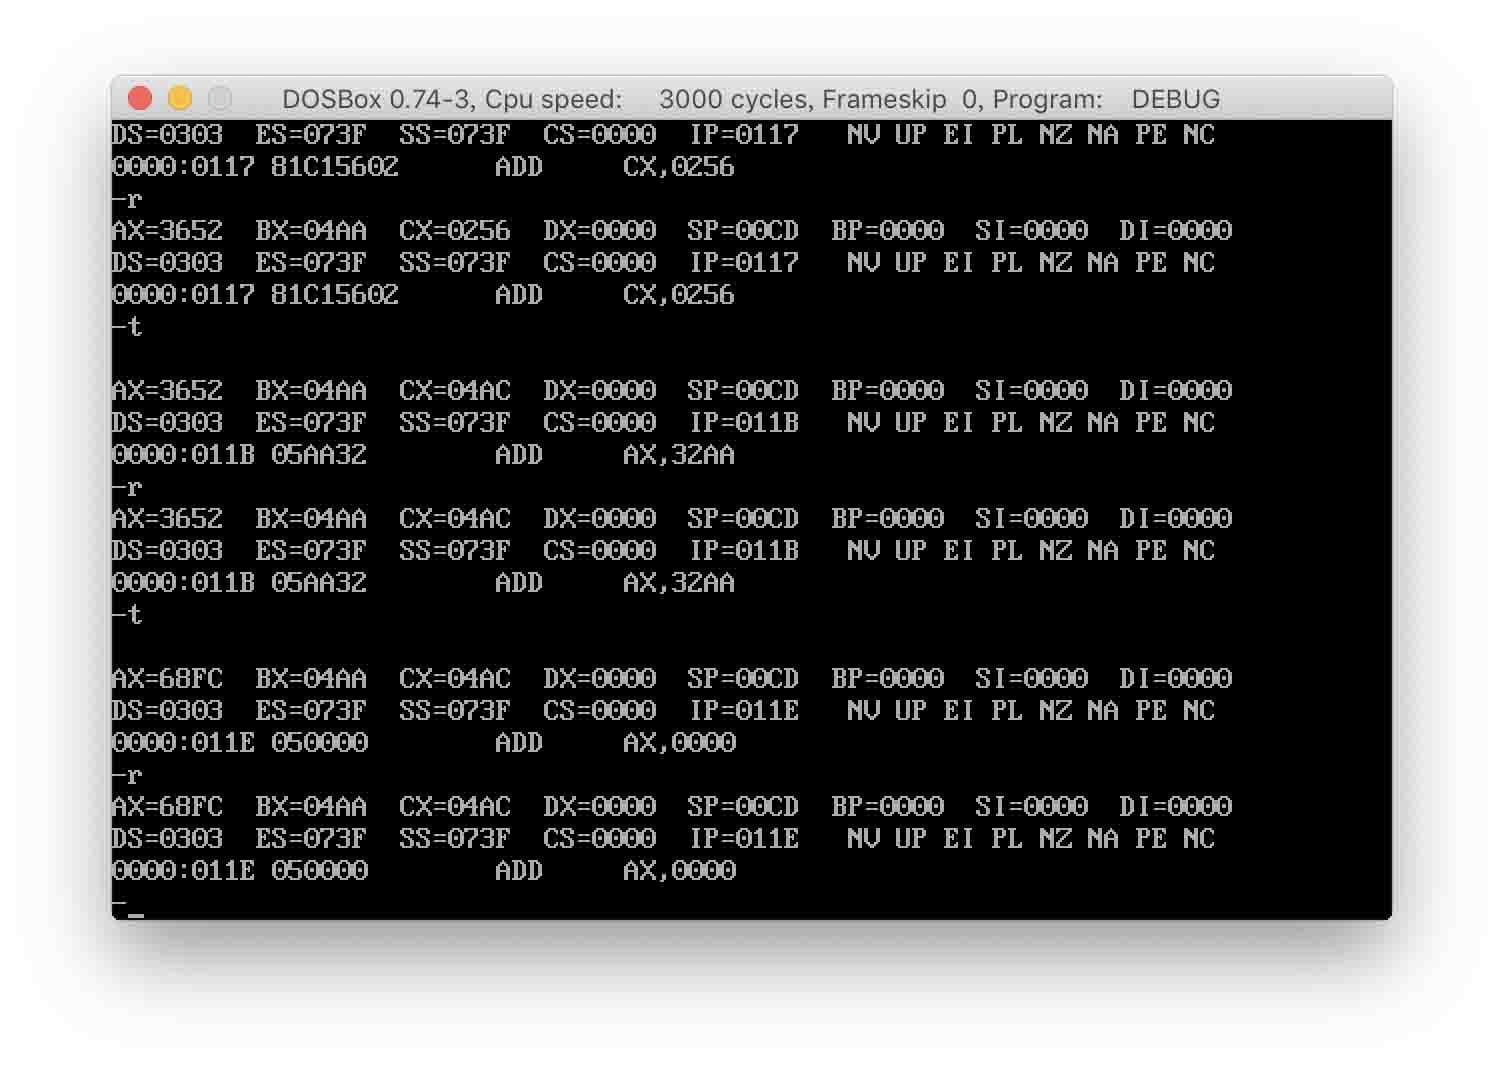 DOSBox 0.74-3, Cpu speed: 3000 cycles, Frameskip 0, Program: DEBUG
DS=0303 ES=073F SS=073F CS=0000 IP=0117 NV UP EI PL NZ NA PE NC
0000:0117 81C15602 ADD CX,0256
-r
AX=3652 BX=04AA CX=0256 DX=0000 SP=00CD BP=0000 SI=0000 DI=0000
DS=0303 ES=073F SS=073F CS=0000 IP=0117 NV UP EI PL NZ NA PE NC
0000:0117 81C15602 ADD CX,0256
-t
AX=3652 BX=04AA CX=04AC DX=0000 SP=00CD BP=0000 SI=0000 DI=0000
DS=0303 ES=073F SS=073F CS=0000 IP=011B NV UP EI PL NZ NA PE NC
0000:011B 05AA32 ADD AX,32AA
-r
AX=3652 BX=04AA CX=04AC DX=0000 SP=00CD BP=0000 SI=0000 DI=0000
DS=0303 ES=073F SS=073F CS=0000 IP=011B NV UP EI PL NZ NA PE NC
0000:011B 05AA32 ADD AX,32AA
-t
AX=68FC BX=04AA CX=04AC DX=0000 SP=00CD BP=0000 SI=0000 DI=0000
DS=0303 ES=073F SS=073F CS=0000 IP=011E NV UP EI PL NZ NA PE NC
0000:011E 050000 ADD AX,0000
-r
AX=68FC BX=04AA CX=04AC DX=0000 SP=00CD BP=0000 SI=0000 DI=0000
DS=0303 ES=073F SS=073F CS=0000 IP=011E NV UP EI PL NZ NA PE NC
0000:011E 050000 ADD AX,0000
-_